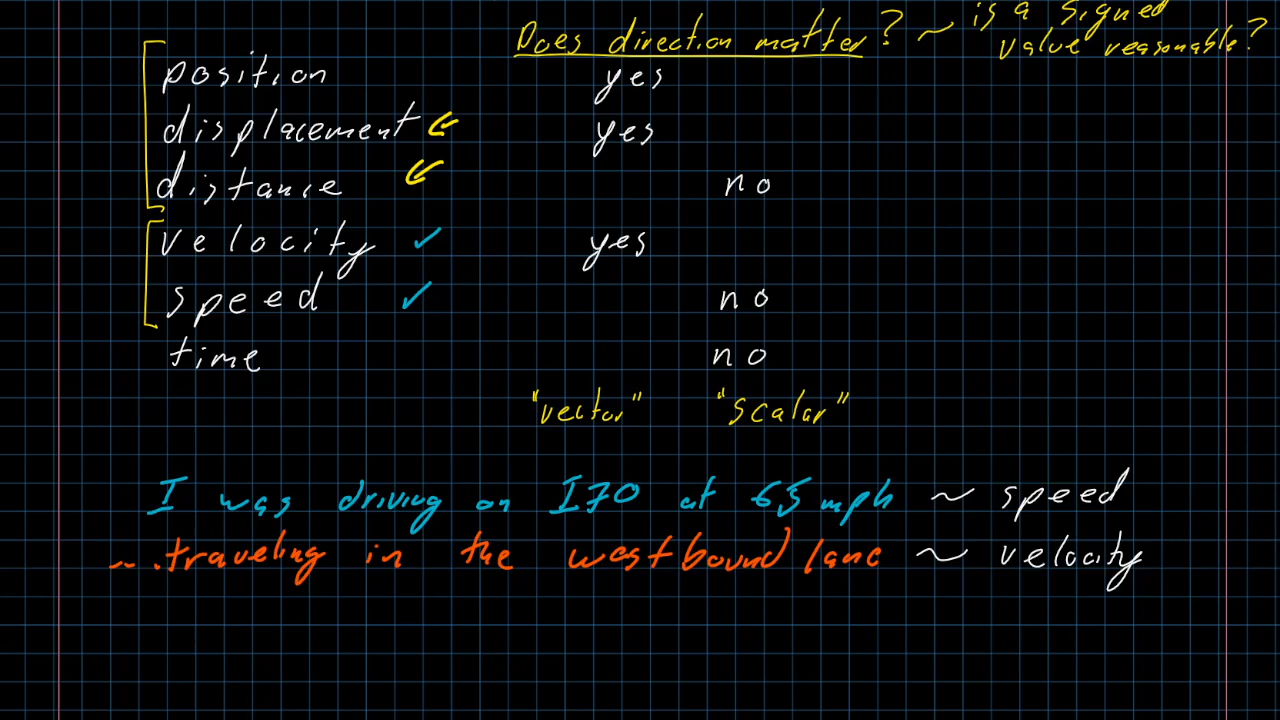 Does direction matter? ~ is a signed
value reasonable?
position yes
displacement yes
distance no
velocity ✓ yes
speed ✓ no
time no
"vector" "scalar"
I was driving on I70 at 65 mph ~ speed
~ .traveling in the westbound lane ~ velocity